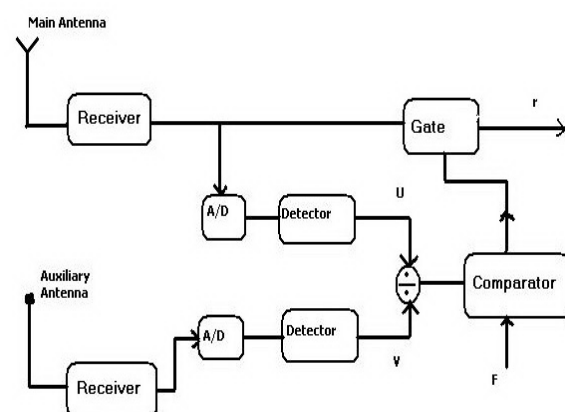 Main Antenna
Receiver
Gate
r
A/D
Detector
U
÷
Comparator
Auxiliary
Antenna
A/D
Detector
V
F
Receiver